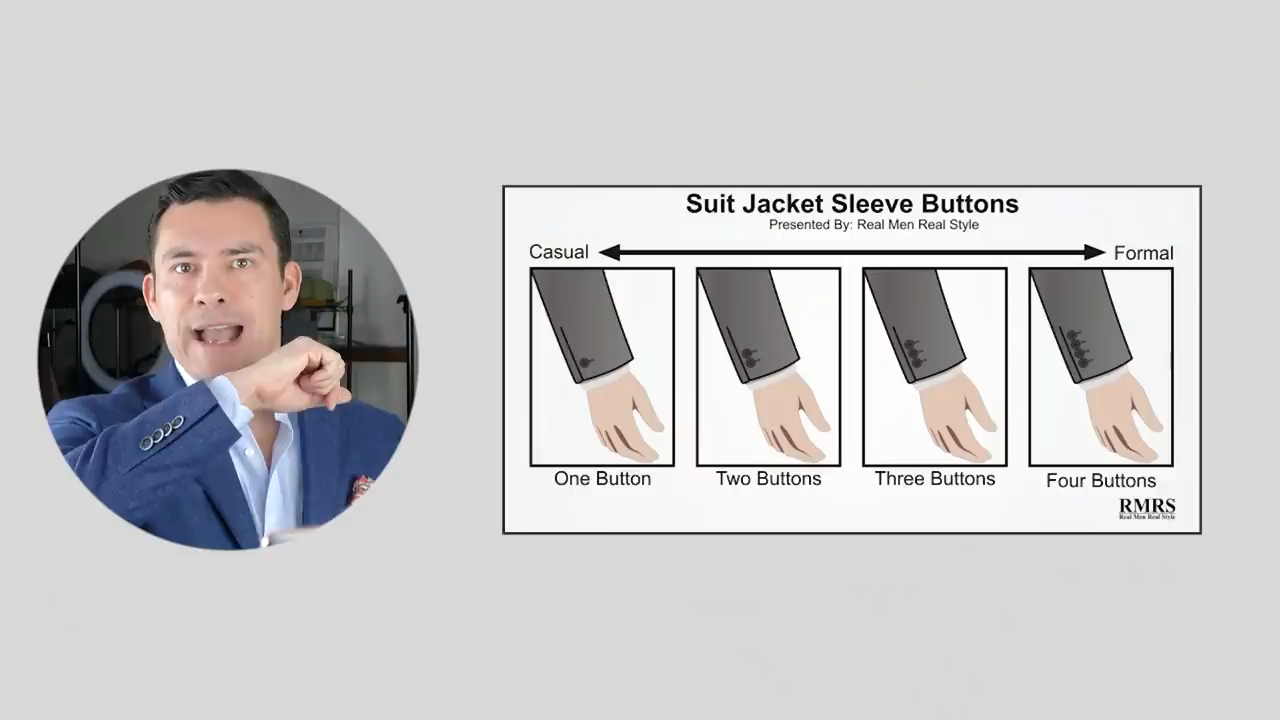 Suit Jacket Sleeve Buttons
Presented By: Real Men Real Style
Casual
Formal
One Button
Two Buttons
Three Buttons
Four Buttons
RMRS
Real Men Real Style